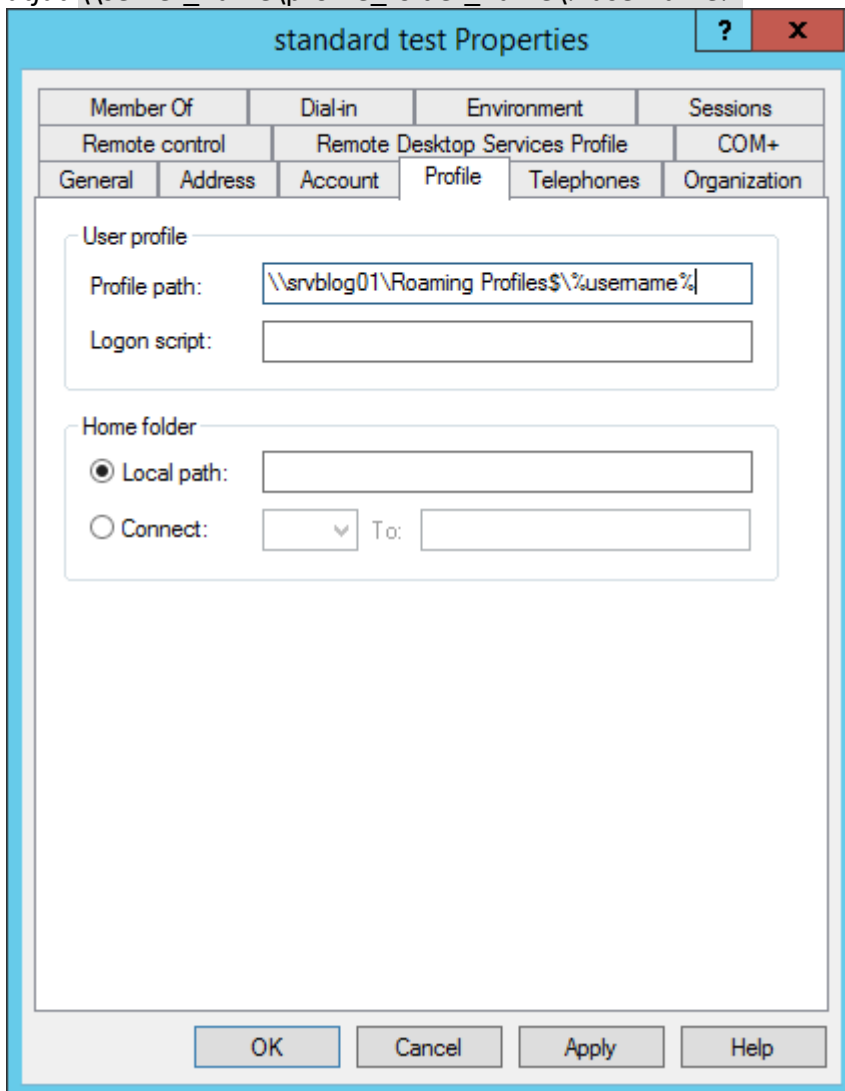 standard test Properties
?
x
Member Of
Dial-in
Environment
Sessions
Remote control
Remote Desktop Services Profile
COM+
General
Address
Account
Profile
Telephones
Organization
User profile
Profile path:
\\srvblog01\Roaming Profiles$\%username%
Logon script:
Home folder
Local path:
Connect:
To:
OK
Cancel
Apply
Help